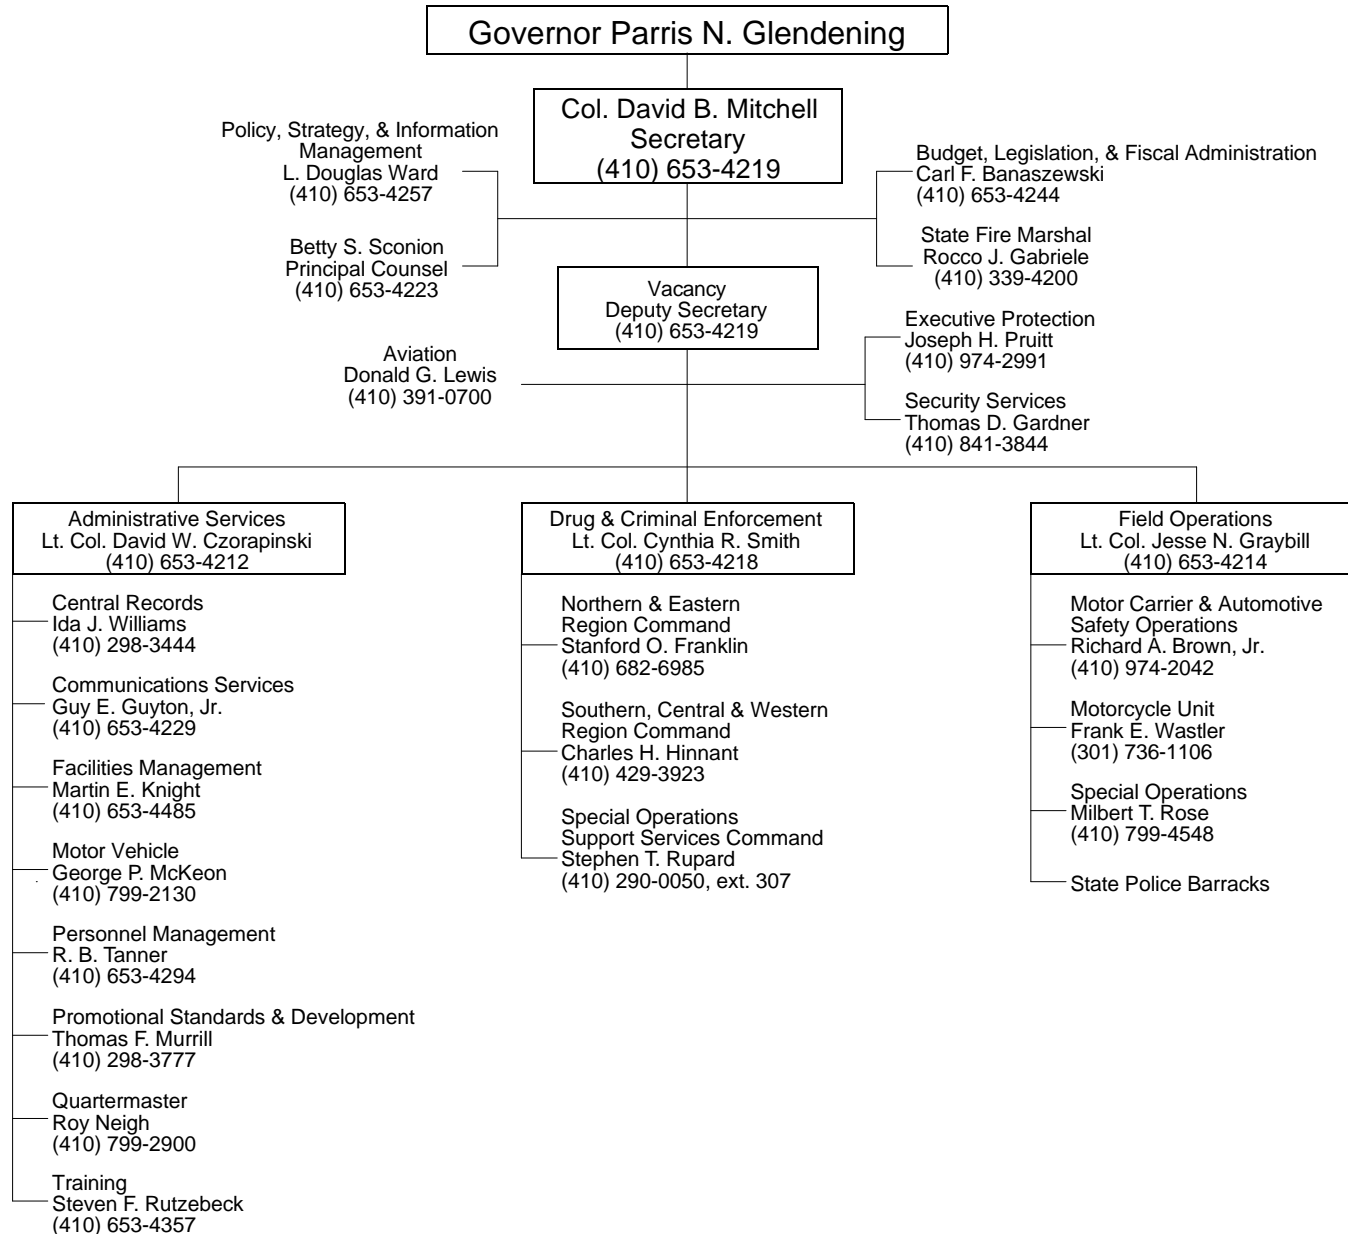 Governor Parris N. Glendening
Col. David B. Mitchell
Secretary
(410) 653-4219
Policy, Strategy, & Information
Management
L. Douglas Ward
(410) 653-4257
Betty S. Sconion
Principal Counsel
(410) 653-4223
Budget, Legislation, & Fiscal Administration
Carl F. Banaszewski
(410) 653-4244
State Fire Marshal
Rocco J. Gabriele
(410) 339-4200
Vacancy
Deputy Secretary
(410) 653-4219
Aviation
Donald G. Lewis
(410) 391-0700
Executive Protection
Joseph H. Pruitt
(410) 974-2991
Security Services
Thomas D. Gardner
(410) 841-3844
Administrative Services
Lt. Col. David W. Czorapinski
(410) 653-4212
Central Records
Ida J. Williams
(410) 298-3444
Communications Services
Guy E. Guyton, Jr.
(410) 653-4229
Facilities Management
Martin E. Knight
(410) 653-4485
Motor Vehicle
George P. McKeon
(410) 799-2130
Personnel Management
R. B. Tanner
(410) 653-4294
Promotional Standards & Development
Thomas F. Murrill
(410) 298-3777
Quartermaster
Roy Neigh
(410) 799-2900
Training
Steven F. Rutzebeck
(410) 653-4357
Drug & Criminal Enforcement
Lt. Col. Cynthia R. Smith
(410) 653-4218
Northern & Eastern
Region Command
Stanford O. Franklin
(410) 682-6985
Southern, Central & Western
Region Command
Charles H. Hinnant
(410) 429-3923
Special Operations
Support Services Command
Stephen T. Rupard
(410) 290-0050, ext. 307
Field Operations
Lt. Col. Jesse N. Graybill
(410) 653-4214
Motor Carrier & Automotive
Safety Operations
Richard A. Brown, Jr.
(410) 974-2042
Motorcycle Unit
Frank E. Wastler
(301) 736-1106
Special Operations
Milbert T. Rose
(410) 799-4548
State Police Barracks